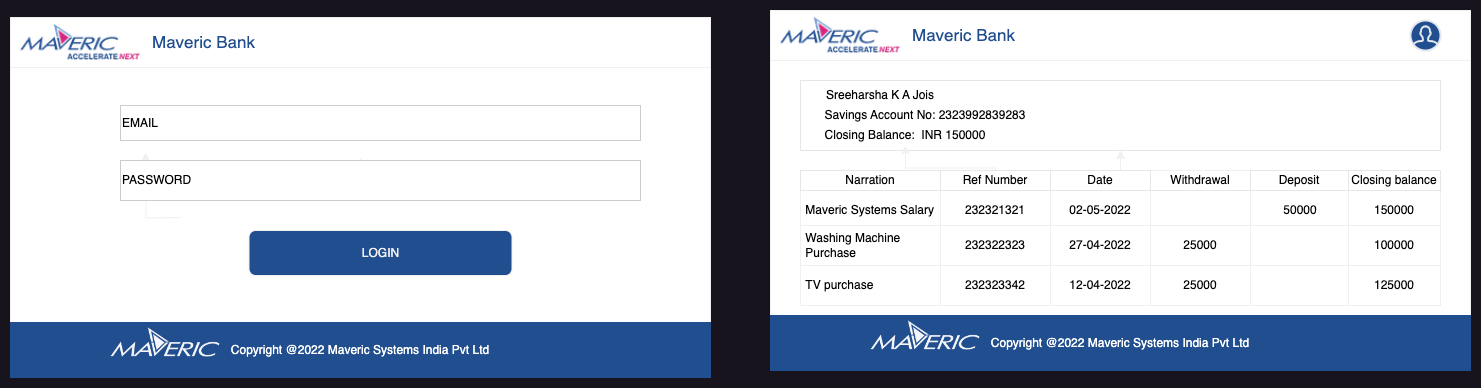 MAVERIC
ACCELERATE NEXT
Maveric Bank
EMAIL
PASSWORD
LOGIN
MAVERIC Copyright @2022 Maveric Systems India Pvt Ltd
MAVERIC
ACCELERATE NEXT
Maveric Bank
Sreeharsha K A Jois
Savings Account No: 2323992839283
Closing Balance: INR 150000
Narration Ref Number Date Withdrawal Deposit Closing balance
Maveric Systems Salary 232321321 02-05-2022 50000 150000
Washing Machine
Purchase 232322323 27-04-2022 25000 100000
TV purchase 232323342 12-04-2022 25000 125000
MAVERIC Copyright @2022 Maveric Systems India Pvt Ltd